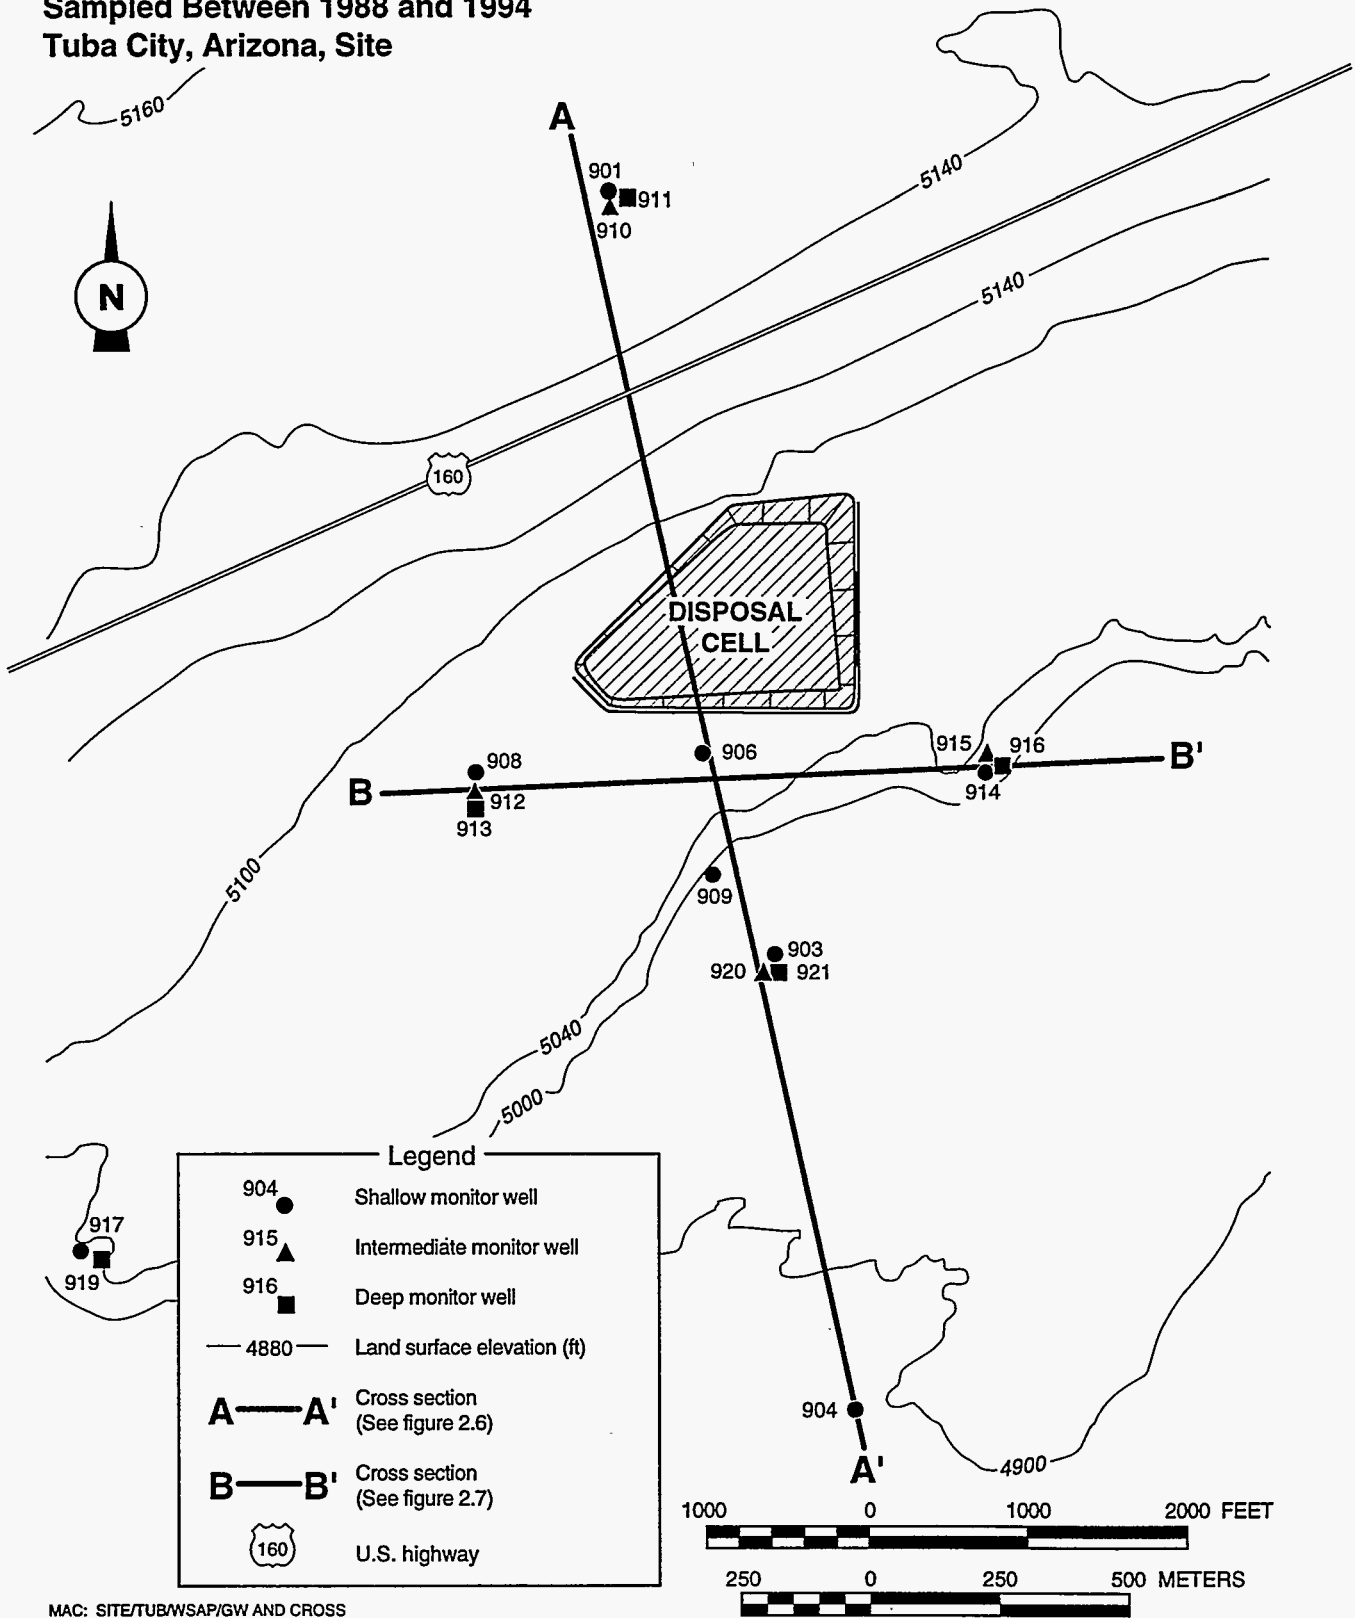 Sampled Between 1988 and 1994
Tuba City, Arizona, Site
5160
A
901
911
910
5140
N
5140
160
DISPOSAL
CELL
906
915
916
B'
908
B
912
914
913
5100
909
903
920
921
5040
5000
Legend
904
Shallow monitor well
915
Intermediate monitor well
916
Deep monitor well
4880
Land surface elevation (ft)
A
A'
Cross section
(See figure 2.6)
B
B'
Cross section
(See figure 2.7)
160
U.S. highway
917
919
904
A'
4900
1000 0 1000 2000 FEET
250 0 250 500 METERS
MAC: SITE/TUB/WSAP/GW AND CROSS